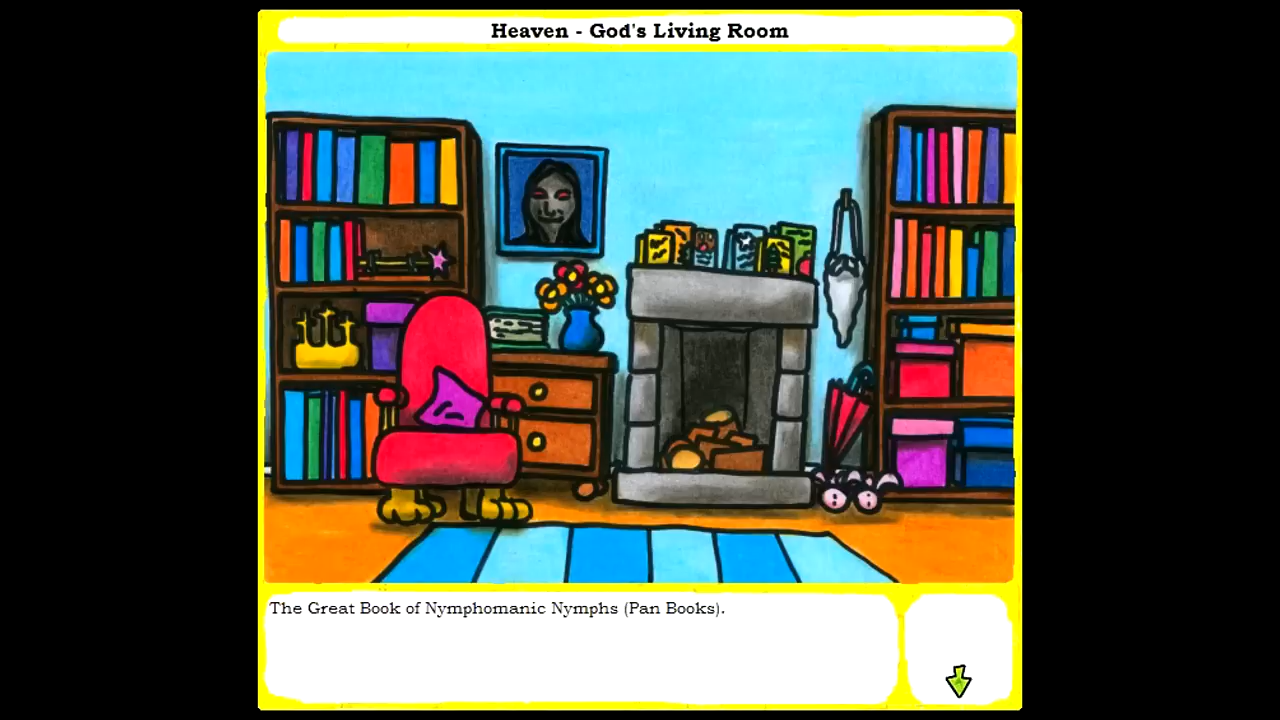 Heaven - God's Living Room
The Great Book of Nymphomanic Nymphs (Pan Books).